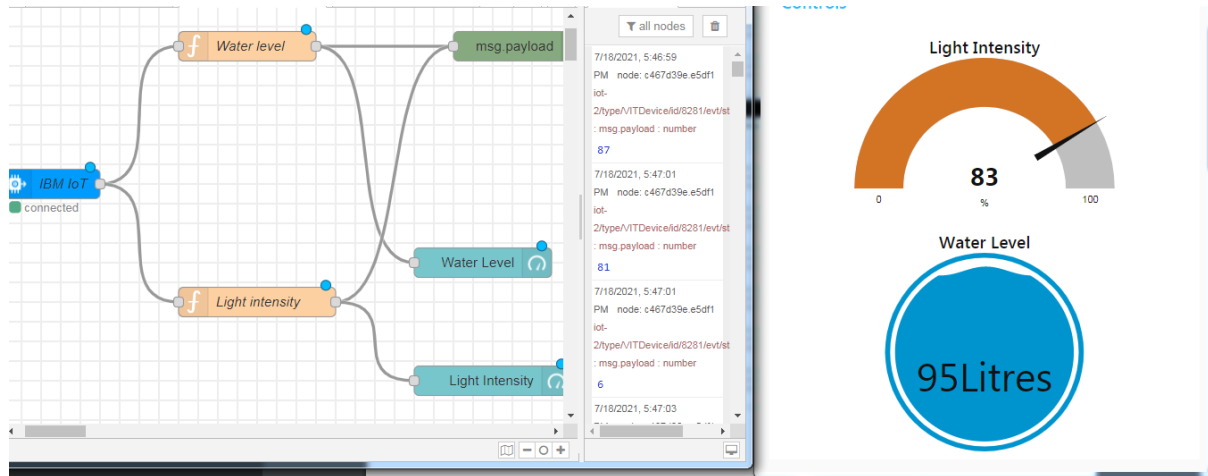 Water level
msg.payload
IBM IoT
connected
Water Level
Light intensity
Light Intensity
all nodes
7/18/2021, 5:46:59
PM node: c467d39e.e5df1
iot-
2/type/VITDevice/id/8281/evt/st
: msg.payload : number
87
7/18/2021, 5:47:01
PM node: c467d39e.e5df1
iot-
2/type/VITDevice/id/8281/evt/st
: msg.payload : number
81
7/18/2021, 5:47:01
PM node: c467d39e.e5df1
iot-
2/type/VITDevice/id/8281/evt/st
: msg.payload : number
6
7/18/2021, 5:47:03
Controls
Light Intensity
83
%
0
100
Water Level
95Litres